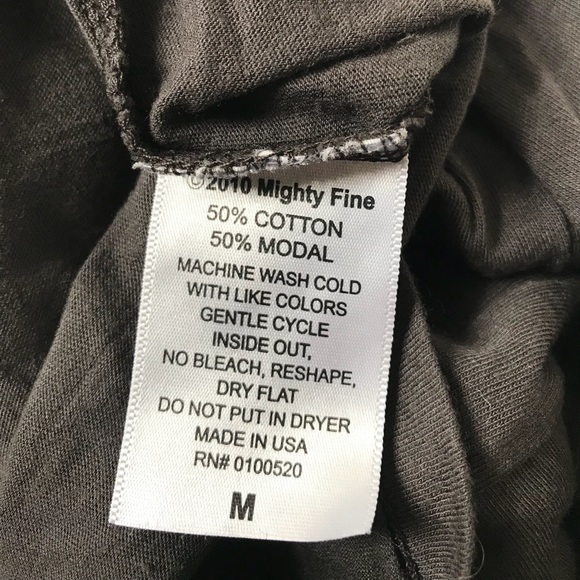 ©2010 Mighty Fine
50% COTTON
50% MODAL
MACHINE WASH COLD
WITH LIKE COLORS
GENTLE CYCLE
INSIDE OUT,
NO BLEACH, RESHAPE,
DRY FLAT
DO NOT PUT IN DRYER
MADE IN USA
RN# 0100520
M